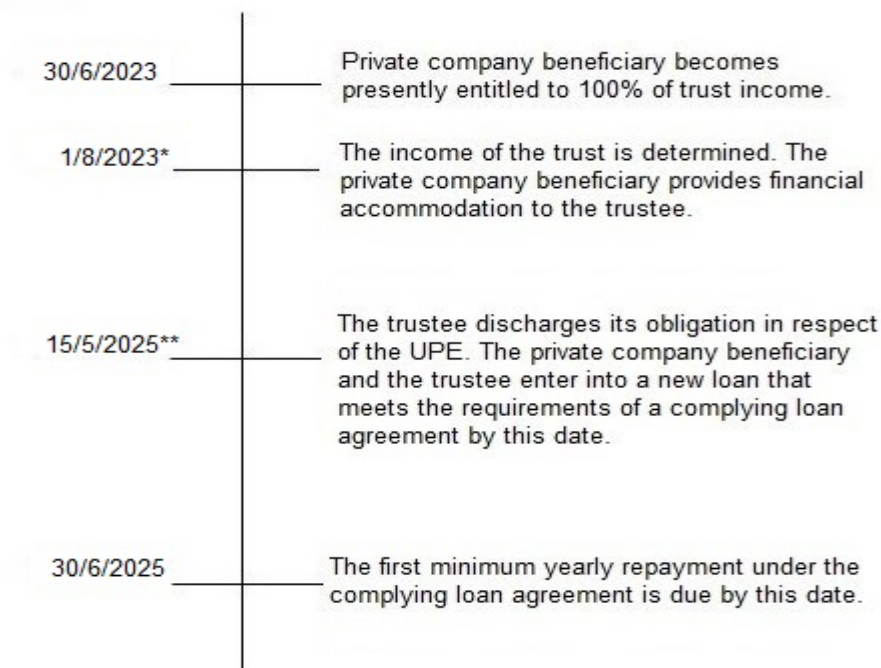 30/6/2023
Private company beneficiary becomes
presently entitled to 100% of trust income.
1/8/2023*
The income of the trust is determined. The
private company beneficiary provides financial
accommodation to the trustee.
15/5/2025**
The trustee discharges its obligation in respect
of the UPE. The private company beneficiary
and the trustee enter into a new loan that
meets the requirements of a complying loan
agreement by this date.
30/6/2025
The first minimum yearly repayment under the
complying loan agreement is due by this date.